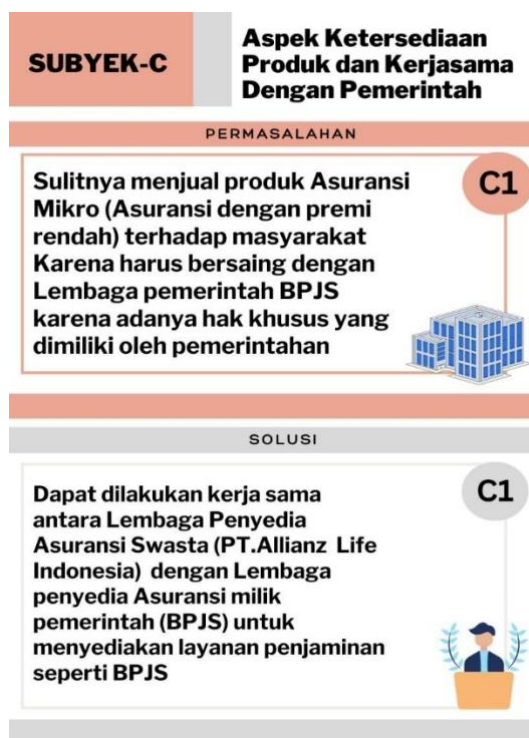 SUBYEK-C
Aspek Ketersediaan
Produk dan Kerjasama
Dengan Pemerintah
PERMASALAHAN
C1
Sulitnya menjual produk Asuransi
Mikro (Asuransi dengan premi
rendah) terhadap masyarakat
Karena harus bersaing dengan
Lembaga pemerintah BPJS
karena adanya hak khusus yang
dimiliki oleh pemerintahan
SOLUSI
C1
Dapat dilakukan kerja sama
antara Lembaga Penyedia
Asuransi Swasta (PT.Allianz Life
Indonesia) dengan Lembaga
penyedia Asuransi milik
pemerintah (BPJS) untuk
menyediakan layanan penjaminan
seperti BPJS